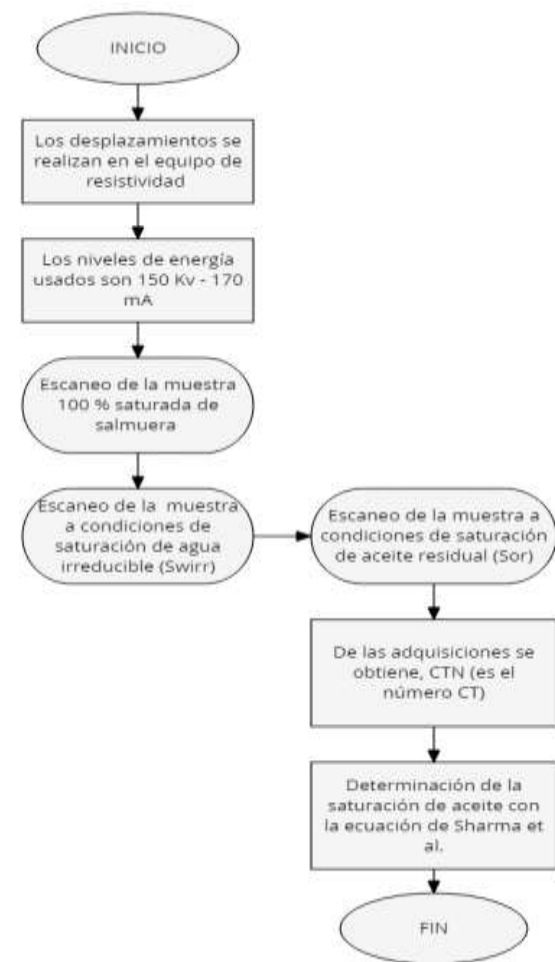 INICIO
Los desplazamientos se
realizan en el equipo de
resistividad
Los niveles de energía
usados son 150 Kv - 170
mA
Escaneo de la muestra
100 % saturada de
salmuera
Escaneo de la muestra
a condiciones de
saturación de agua
irreducible (Swirr)
Escaneo de la muestra a
condiciones de saturación
de aceite residual (Sor)
De las adquisiciones se
obtiene, CTN (es el
número CT)
Determinación de la
saturación de aceite con
la ecuación de Sharma et
al.
FIN